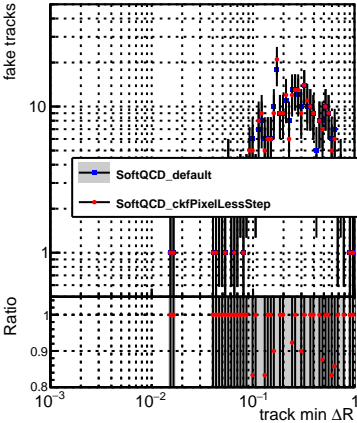 fake tracks
10
SoftQCD_default
SoftQCD_ckfPixelLessStep
1
Ratio
1
0.9
0.8
10⁻³ 10⁻² 10⁻¹ 1
track min ΔR